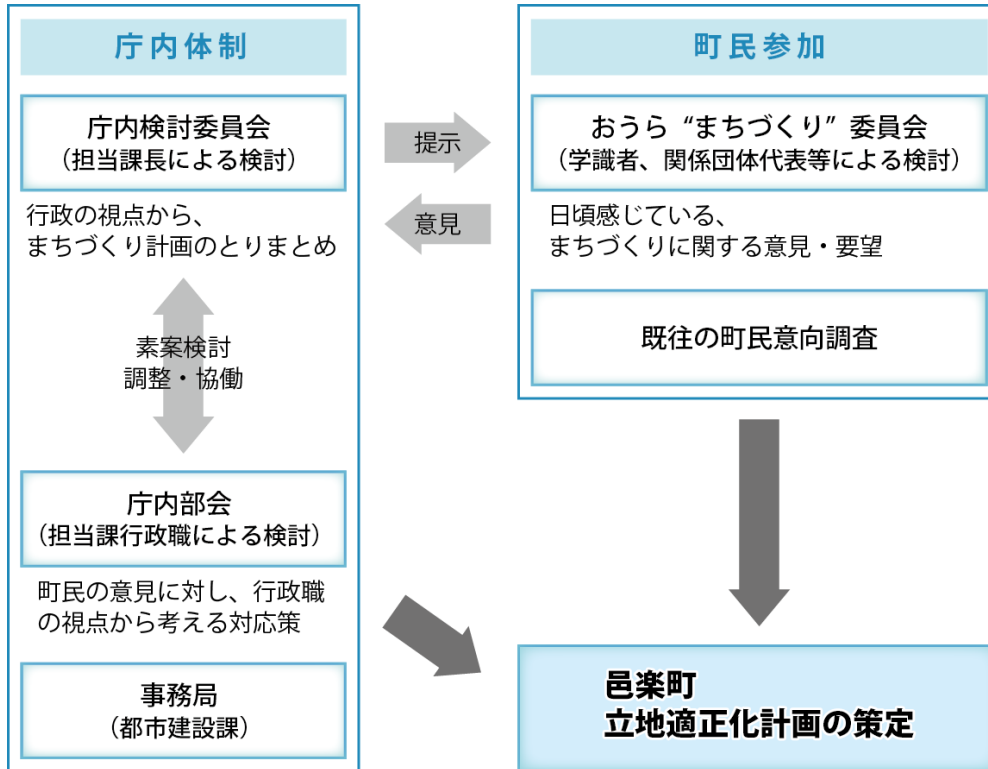 庁内体制
庁内検討委員会
（担当課長による検討）
行政の視点から、
まちづくり計画のとりまとめ
素案検討
調整・協働
庁内部会
（担当課行政職による検討）
町民の意見に対し、行政職
の視点から考える対応策
事務局
（都市建設課）
提示
意見
町民参加
おうら“まちづくり”委員会
（学識者、関係団体代表等による検討）
日頃感じている、
まちづくりに関する意見・要望
既往の町民意向調査
邑楽町
立地適正化計画の策定